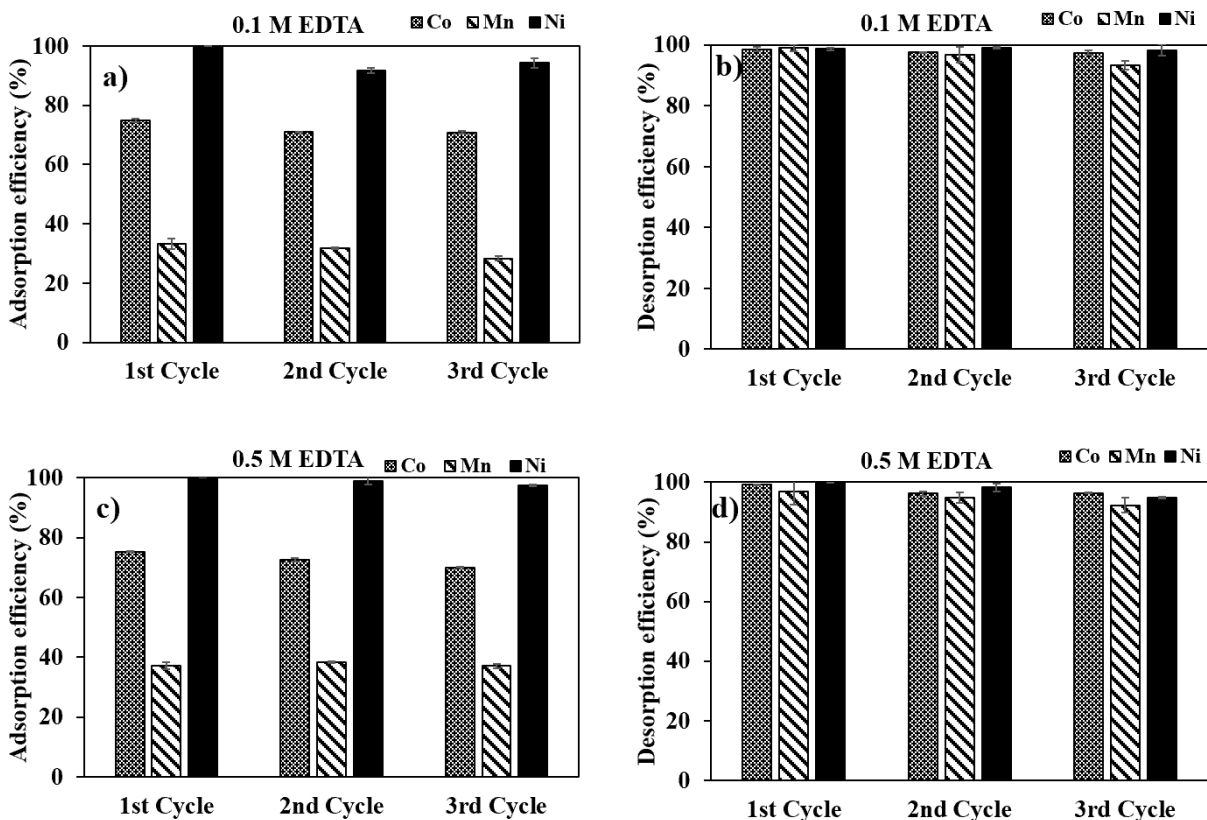 0.1 M EDTA
Co Mn Ni
a)
Adsorption efficiency (%)
100
80
60
40
20
0
1st Cycle 2nd Cycle 3rd Cycle
0.1 M EDTA
Co Mn Ni
b)
Desorption efficiency (%)
100
80
60
40
20
0
1st Cycle 2nd Cycle 3rd Cycle
0.5 M EDTA
Co Mn Ni
c)
Adsorption efficiency (%)
100
80
60
40
20
0
1st Cycle 2nd Cycle 3rd Cycle
0.5 M EDTA
Co Mn Ni
d)
Desorption efficiency (%)
100
80
60
40
20
0
1st Cycle 2nd Cycle 3rd Cycle